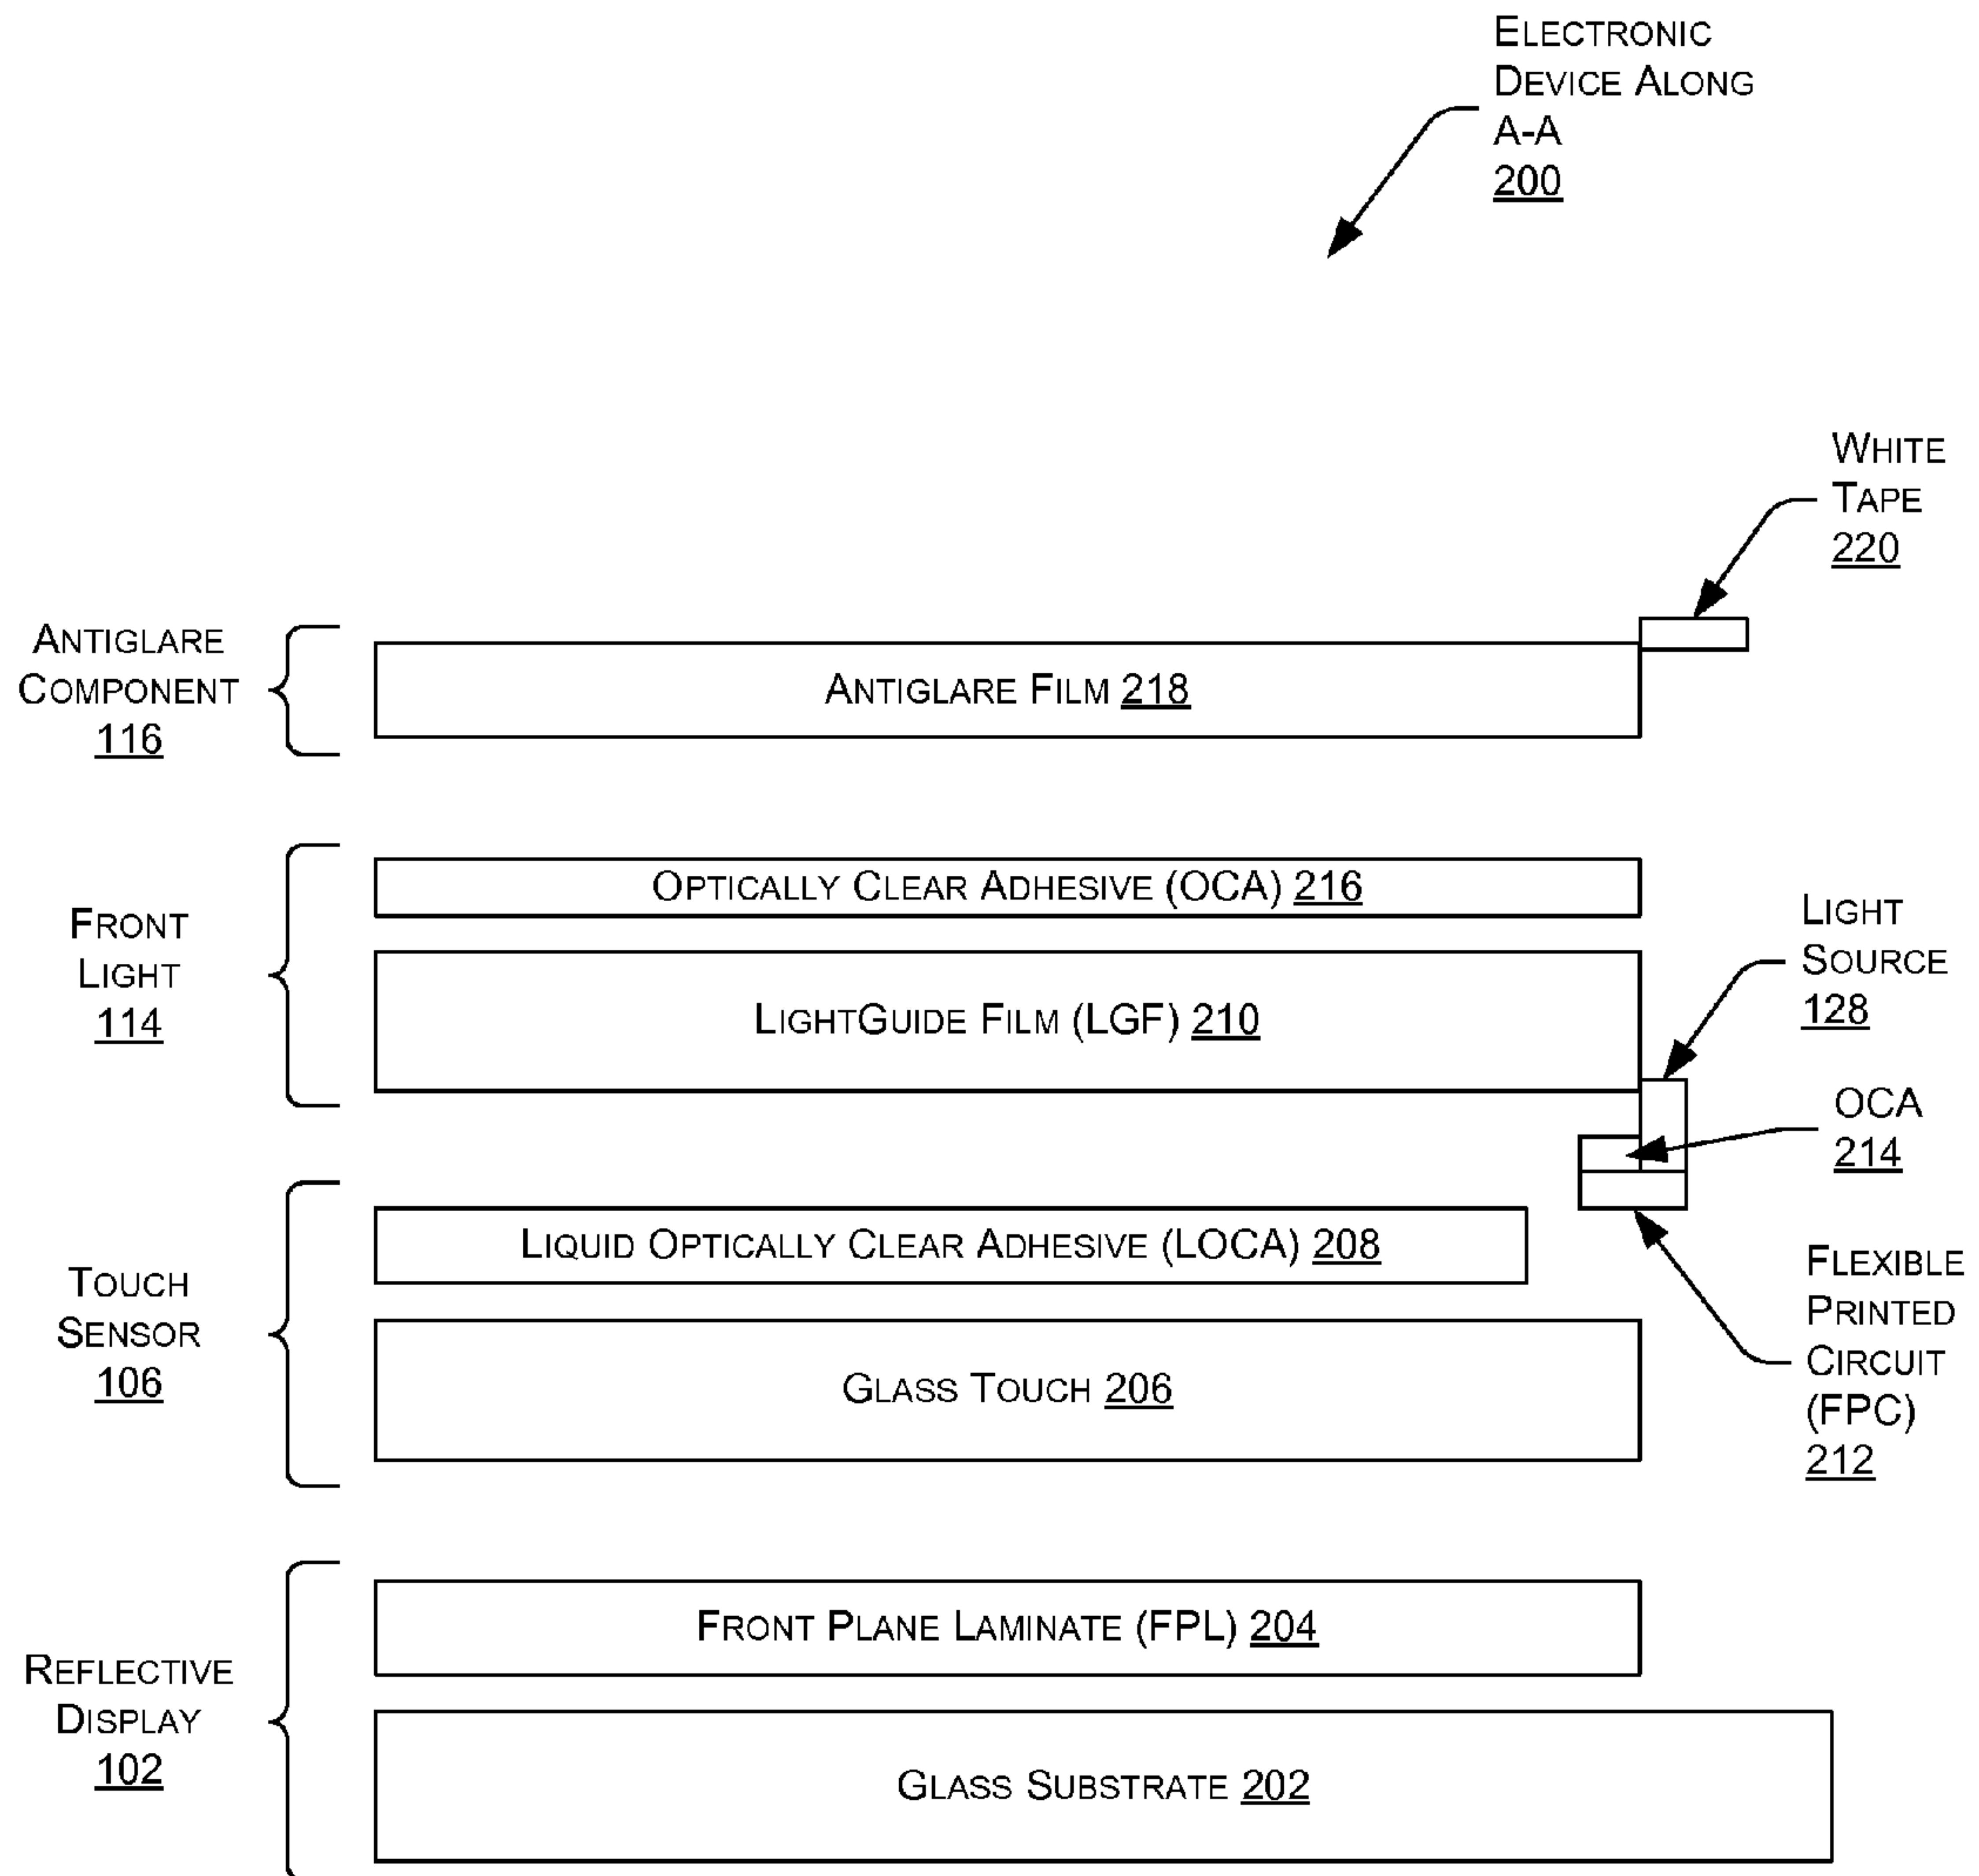 ELECTRONIC
DEVICE ALONG
A-A
200
WHITE
TAPE
220
ANTIGLARE
COMPONENT
116
ANTIGLARE FILM 218
OPTICALLY CLEAR ADHESIVE (OCA) 216
FRONT
LIGHT
114
LIGHTGUIDE FILM (LGF) 210
LIGHT
SOURCE
128
OCA
214
TOUCH
SENSOR
106
LIQUID OPTICALLY CLEAR ADHESIVE (LOCA) 208
GLASS TOUCH 206
FLEXIBLE
PRINTED
CIRCUIT
(FPC)
212
REFLECTIVE
DISPLAY
102
FRONT PLANE LAMINATE (FPL) 204
GLASS SUBSTRATE 202